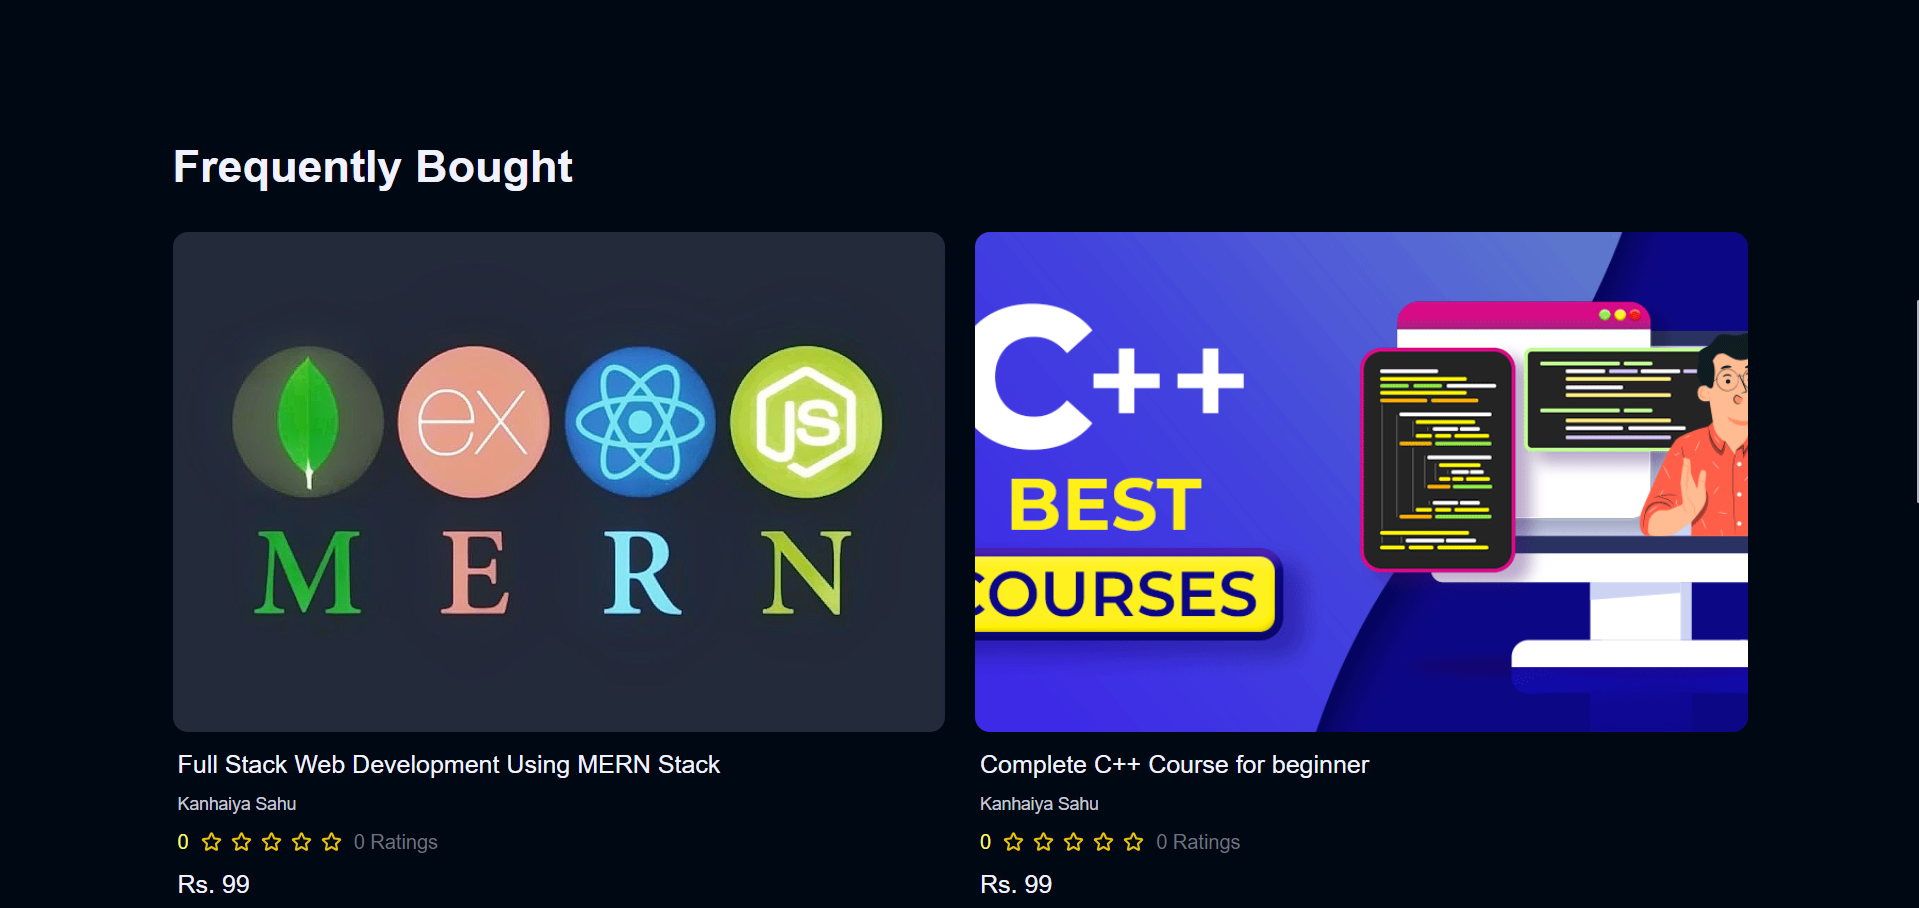 Frequently Bought
ex
JS
M E R N
C++
BEST
COURSES
Full Stack Web Development Using MERN Stack
Kanhaiya Sahu
0 0 Ratings
Rs. 99
Complete C++ Course for beginner
Kanhaiya Sahu
0 0 Ratings
Rs. 99